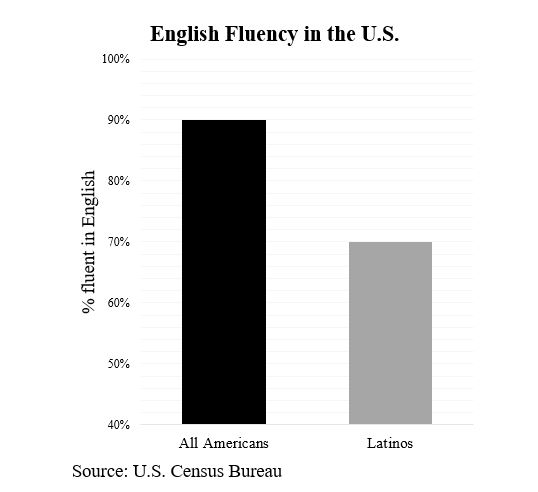 English Fluency in the U.S.
100%
90%
80%
70%
60%
50%
40%
% fluent in English
All Americans
Latinos
Source: U.S. Census Bureau